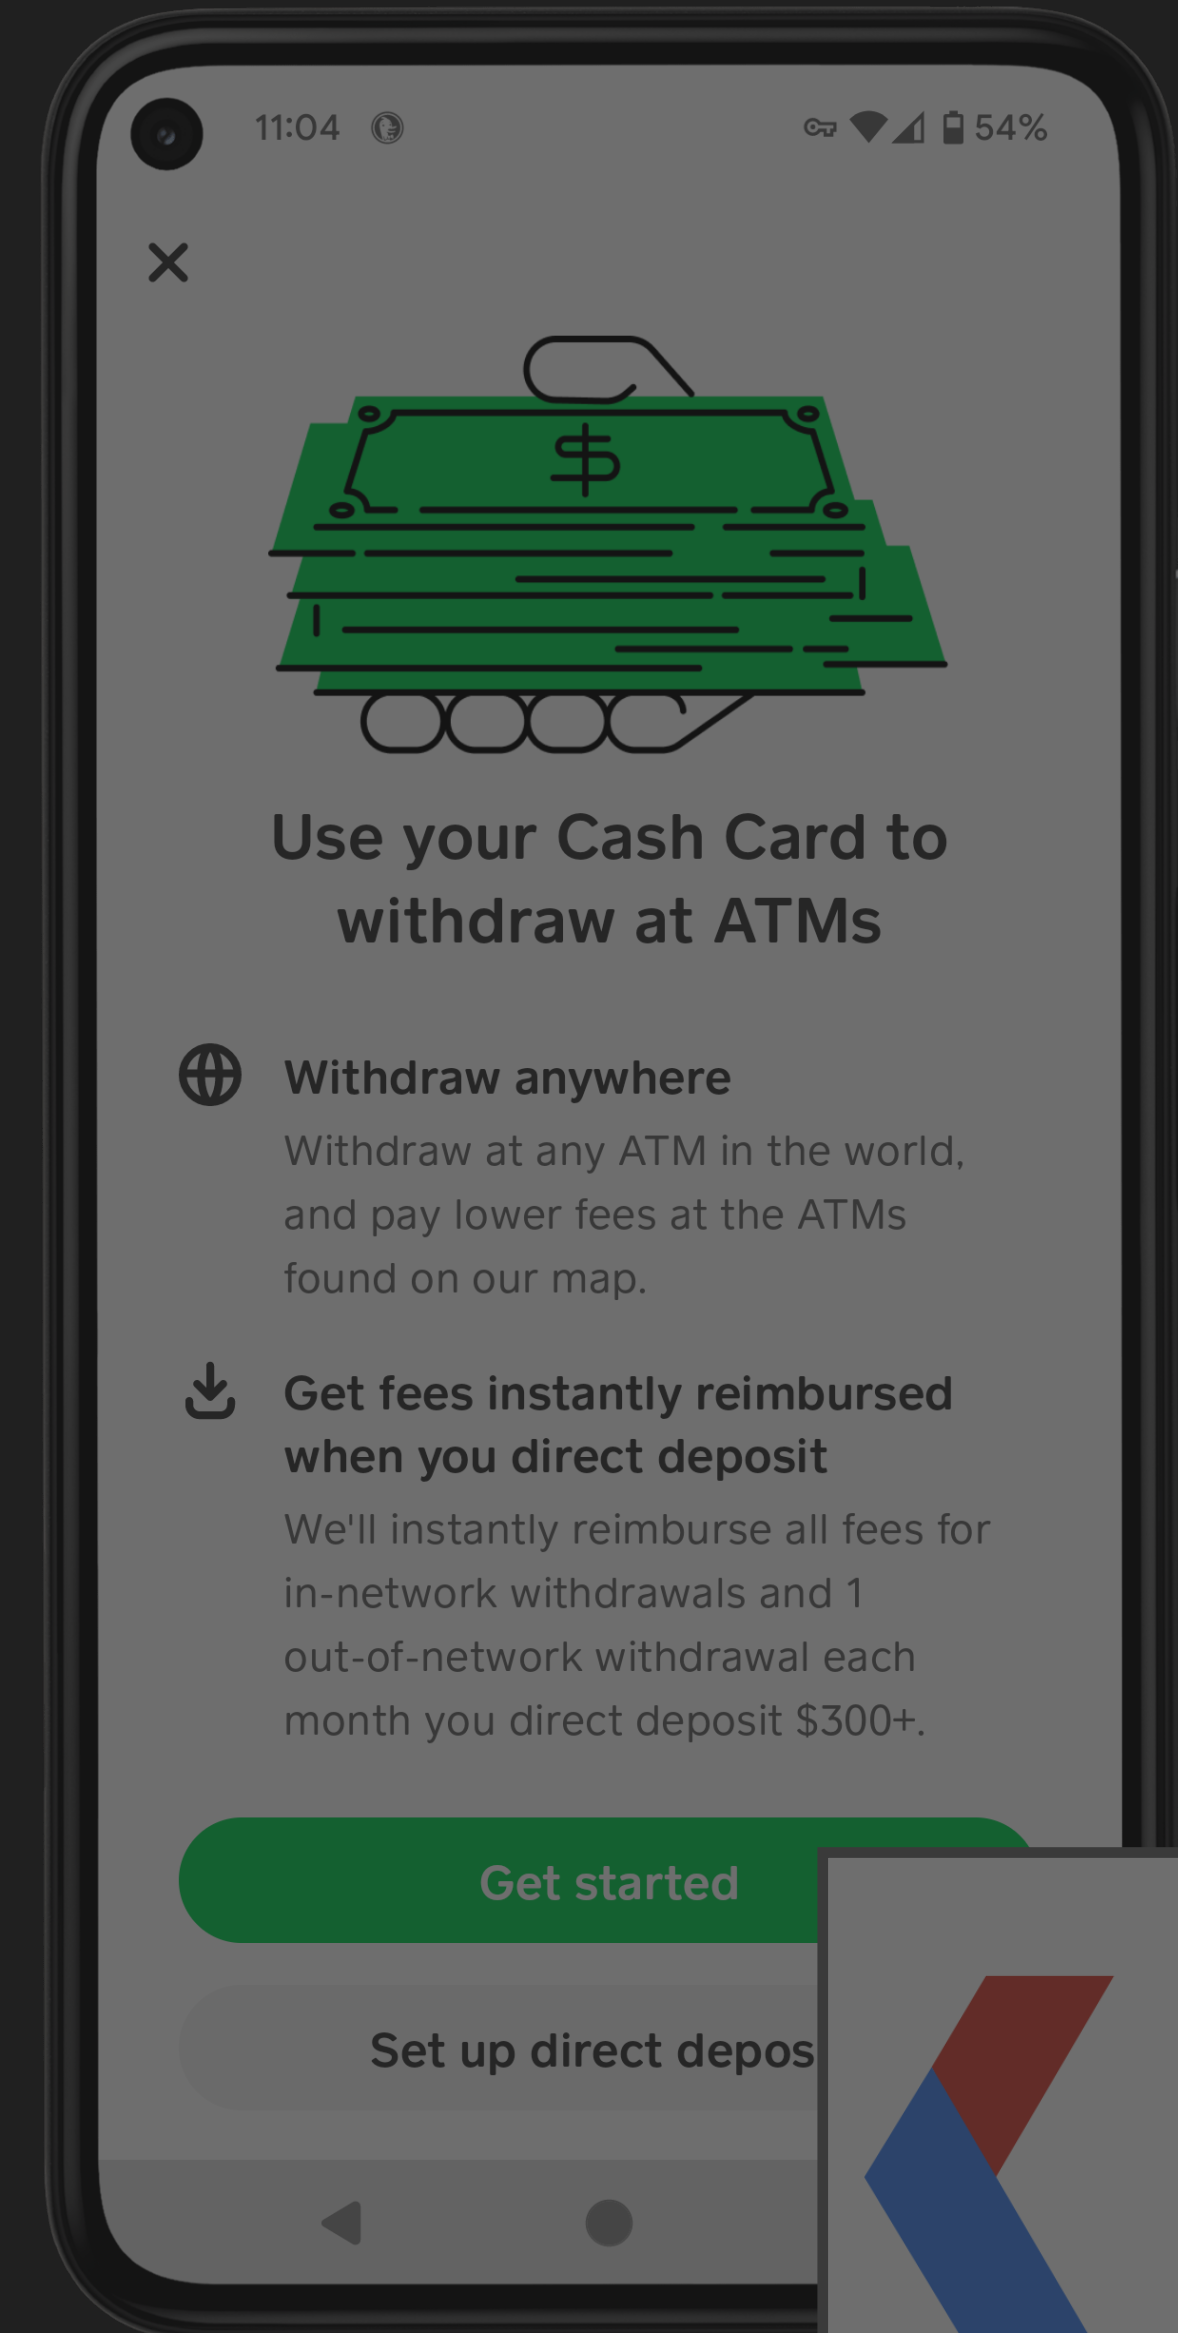 11:04 54%
$
Use your Cash Card to
withdraw at ATMs
Withdraw anywhere
Withdraw at any ATM in the world,
and pay lower fees at the ATMs
found on our map.
Get fees instantly reimbursed
when you direct deposit
We'll instantly reimburse all fees for
in-network withdrawals and 1
out-of-network withdrawal each
month you direct deposit $300+.
Get started
Set up direct depos